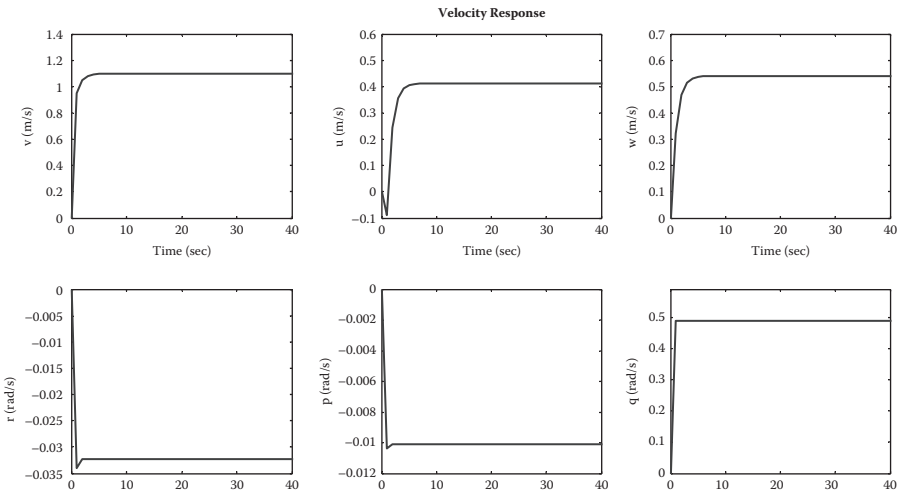 Velocity Response
1.4
1.2
1
0.8
0.6
0.4
0.2
0
v (m/s)
0 10 20 30 40
Time (sec)
0.6
0.5
0.4
0.3
0.2
0.1
0
−0.1
u (m/s)
0 10 20 30 40
Time (sec)
0.7
0.6
0.5
0.4
0.3
0.2
0.1
0
w (m/s)
0 10 20 30 40
Time (sec)
0
−0.005
−0.01
−0.015
−0.02
−0.025
−0.03
−0.035
r (rad/s)
0 10 20 30 40
0
−0.002
−0.004
−0.006
−0.008
−0.01
−0.012
p (rad/s)
0 10 20 30 40
0.5
0.4
0.3
0.2
0.1
0
q (rad/s)
0 10 20 30 40